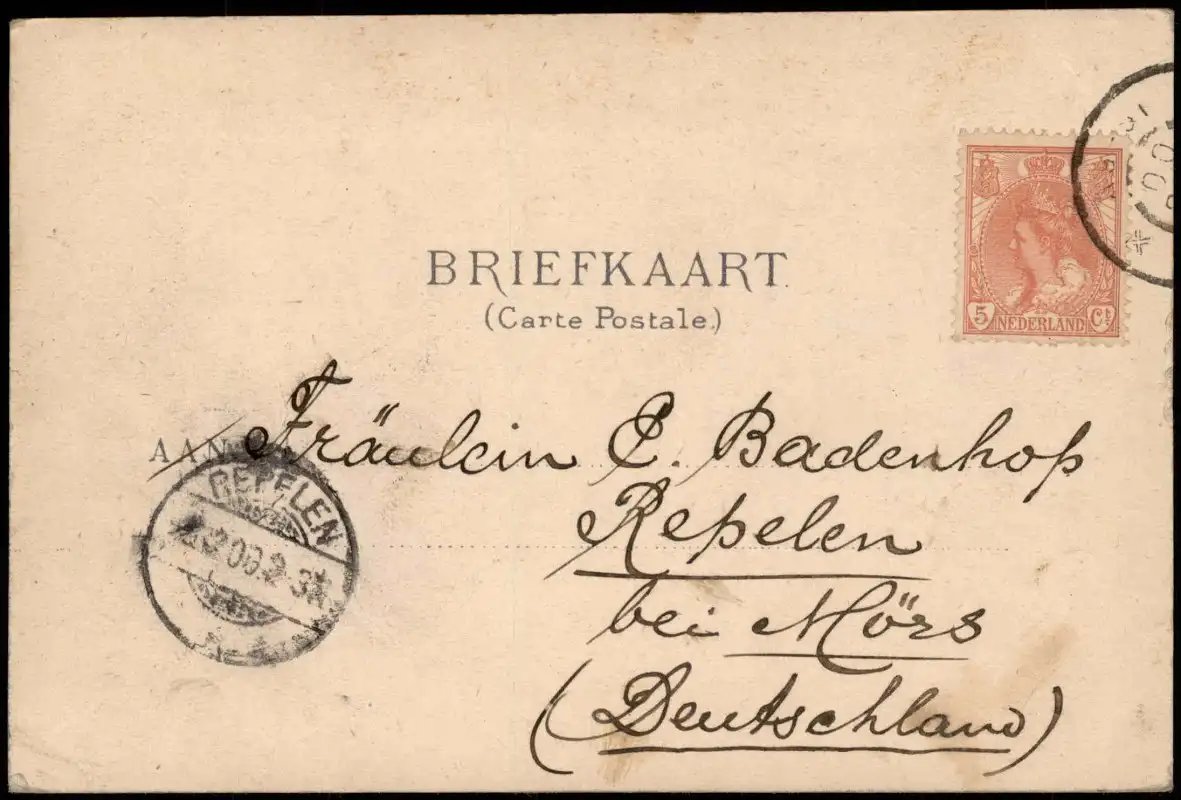 BRIEFKAART.
(Carte Postale.)
5 NEDERLAND Ct
AAN Fräulein E. Badenhop
Repelen
bei Mörs
(Deutschland)
REPELEN